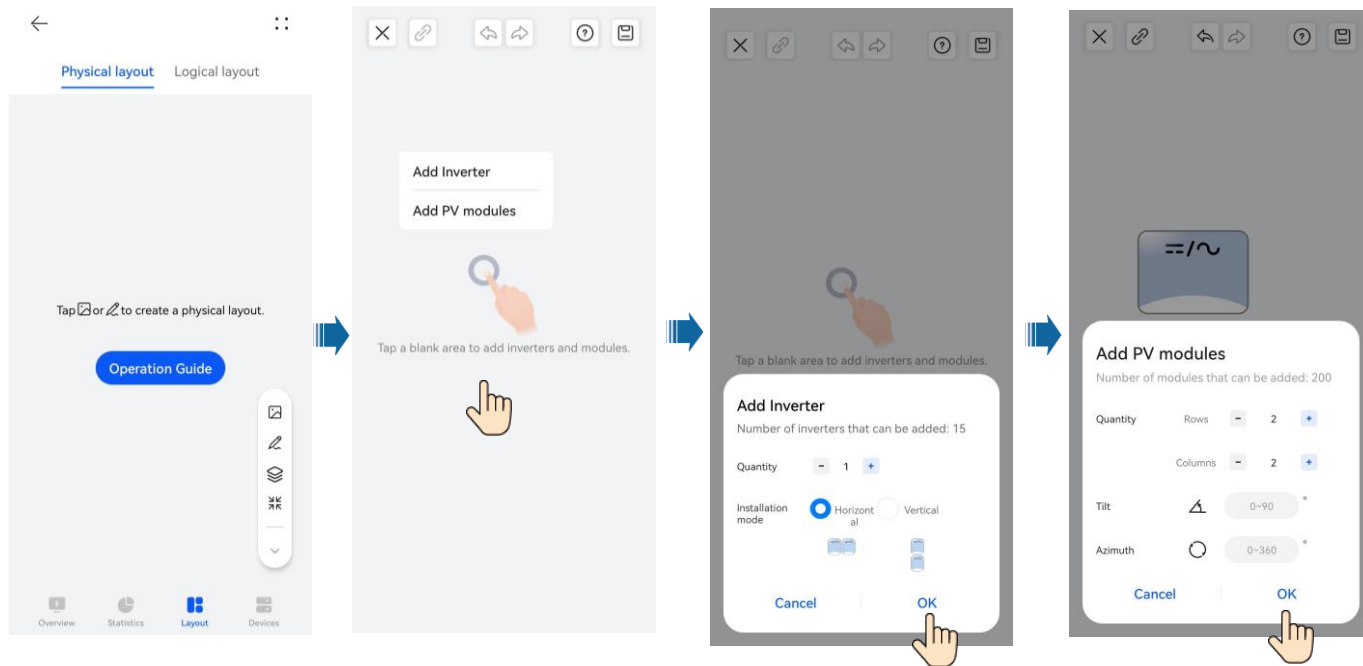 Physical layout Logical layout
Tap or to create a physical layout.
Operation Guide
Overview Statistics Layout Devices
Add Inverter
Add PV modules
Tap a blank area to add inverters and modules.
Tap a blank area to add inverters and modules.
Add Inverter
Number of inverters that can be added: 15
Quantity - 1 +
Installation
mode
Horizont
al
Vertical
Cancel OK
Add PV modules
Number of modules that can be added: 200
Quantity Rows - 2 +
Columns - 2 +
Tilt 0~90 °
Azimuth 0~360 °
Cancel OK